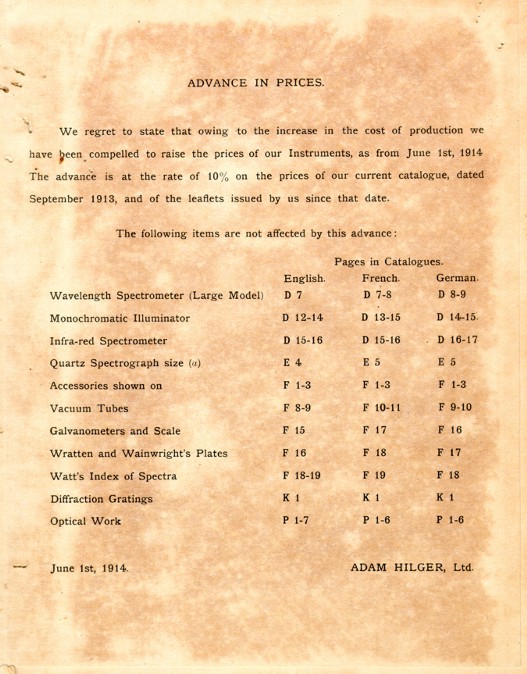 ADVANCE IN PRICES.
We regret to state that owing to the increase in the cost of production we
have been compelled to raise the prices of our Instruments, as from June 1st, 1914
The advance is at the rate of 10% on the prices of our current catalogue, dated
September 1913, and of the leaflets issued by us since that date.
The following items are not affected by this advance:
Pages in Catalogues.
English. French. German.
Wavelength Spectrometer (Large Model) D 7 D 7-8 D 8-9
Monochromatic Illuminator D 12-14 D 13-15 D 14-15.
Infra-red Spectrometer D 15-16 D 15-16 D 16-17
Quartz Spectrograph size (a) E 4 E 5 E 5
Accessories shown on F 1-3 F 1-3 F 1-3
Vacuum Tubes F 8-9 F 10-11 F 9-10
Galvanometers and Scale F 15 F 17 F 16
Wratten and Wainwright's Plates F 16 F 18 F 17
Watt's Index of Spectra F 18-19 F 19 F 18
Diffraction Gratings K 1 K 1 K 1
Optical Work P 1-7 P 1-6 P 1-6
June 1st, 1914. ADAM HILGER, Ltd.